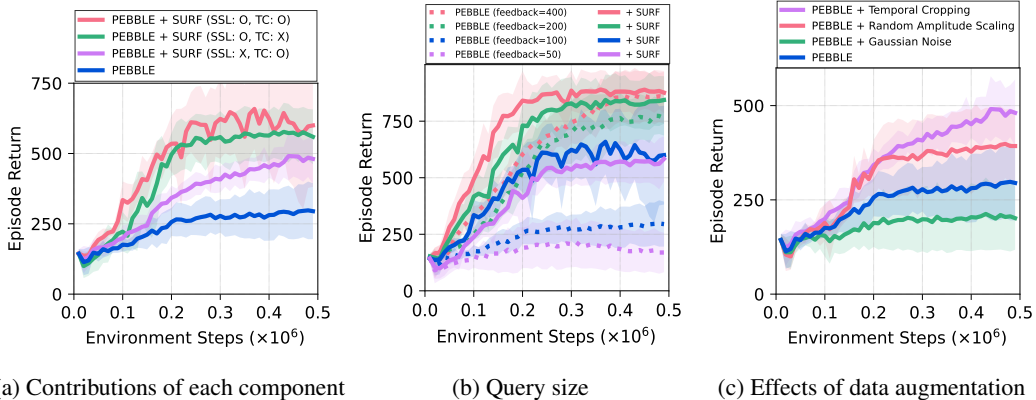 PEBBLE + SURF (SSL: O, TC: O)
PEBBLE + SURF (SSL: O, TC: X)
PEBBLE + SURF (SSL: X, TC: O)
PEBBLE
750
500
250
0
Episode Return
0.0 0.1 0.2 0.3 0.4 0.5
Environment Steps (×10⁶)
a) Contributions of each component
PEBBLE (feedback=400) + SURF
PEBBLE (feedback=200) + SURF
PEBBLE (feedback=100) + SURF
PEBBLE (feedback=50) + SURF
750
500
250
0
Episode Return
0.0 0.1 0.2 0.3 0.4 0.5
Environment Steps (×10⁶)
(b) Query size
PEBBLE + Temporal Cropping
PEBBLE + Random Amplitude Scaling
PEBBLE + Gaussian Noise
PEBBLE
500
250
0
Episode Return
0.0 0.1 0.2 0.3 0.4 0.5
Environment Steps (×10⁶)
(c) Effects of data augmentation